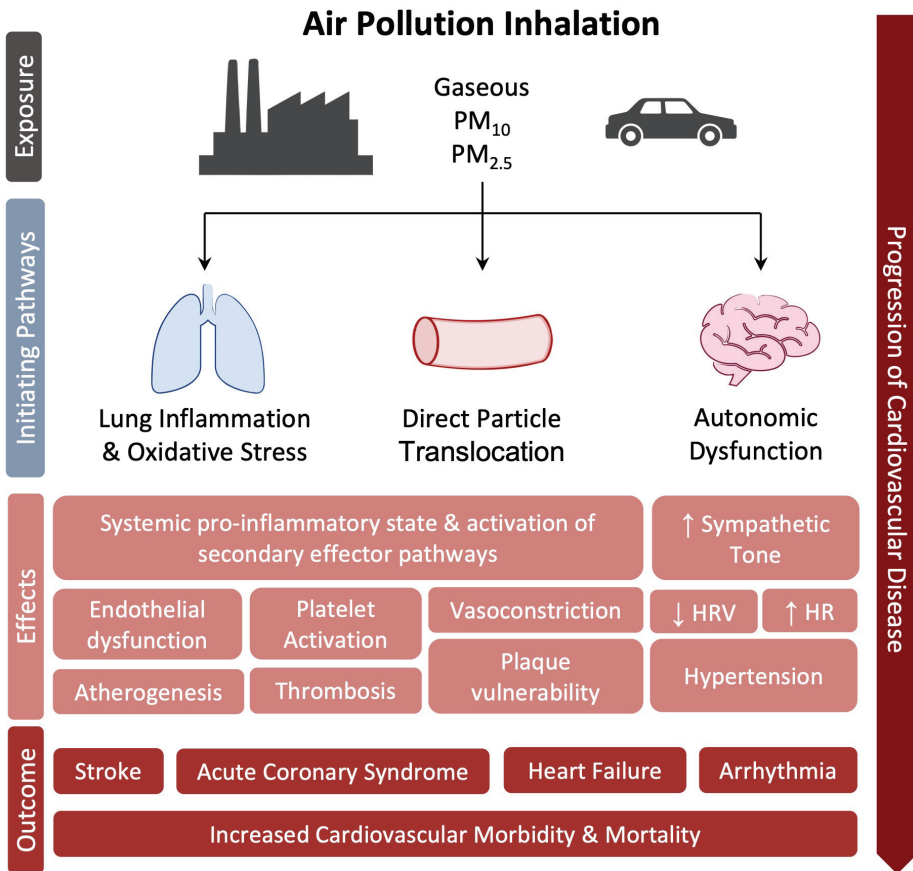 Air Pollution Inhalation
Exposure
Gaseous
PM₁₀
PM₂.₅
Initiating Pathways
Lung Inflammation
& Oxidative Stress
Direct Particle
Translocation
Autonomic
Dysfunction
Effects
Systemic pro-inflammatory state & activation of
secondary effector pathways
↑ Sympathetic
Tone
Endothelial
dysfunction
Platelet
Activation
Vasoconstriction
↓ HRV
↑ HR
Atherogenesis
Thrombosis
Plaque
vulnerability
Hypertension
Outcome
Stroke
Acute Coronary Syndrome
Heart Failure
Arrhythmia
Increased Cardiovascular Morbidity & Mortality
Progression of Cardiovascular Disease